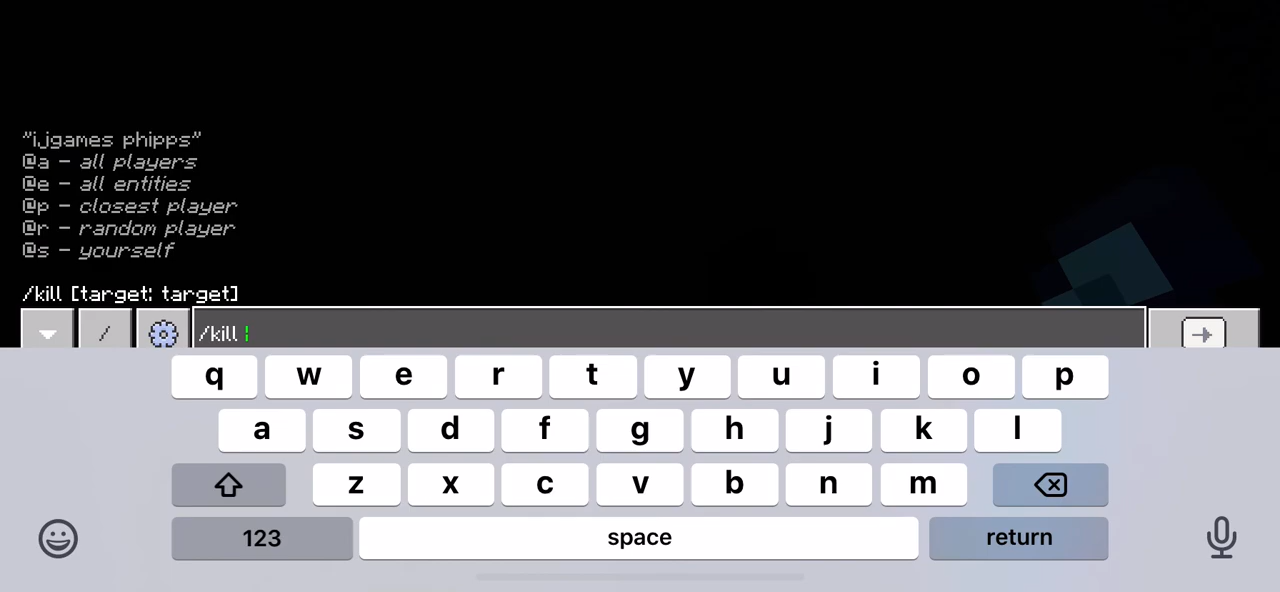 "ijgames phipps"
@a - all players
@e - all entities
@p - closest player
@r - random player
@s - yourself
/kill [target: target]
/
/kill
q w e r t y u i o p
a s d f g h j k l
z x c v b n m
123 space return